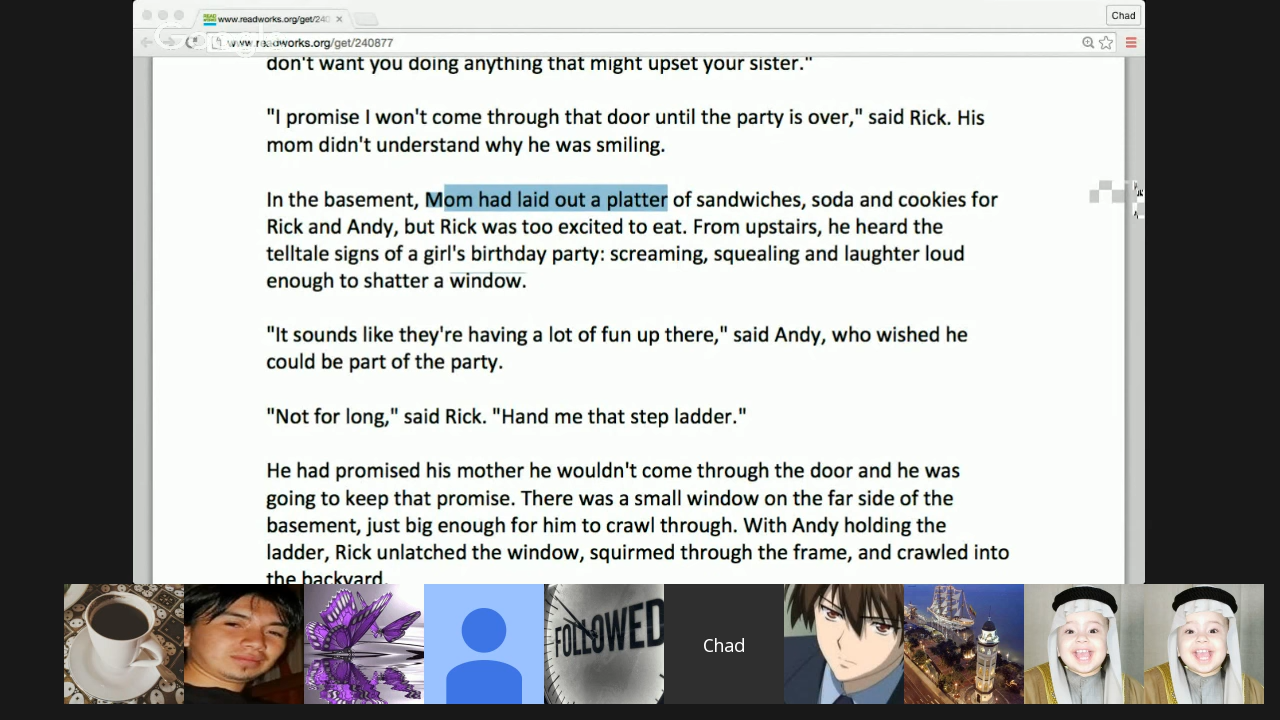 www.readworks.org/get/240
Chad
www.readworks.org/get/240877
Google
don't want you doing anything that might upset your sister."
"I promise I won't come through that door until the party is over," said Rick. His
mom didn't understand why he was smiling.
In the basement, Mom had laid out a platter of sandwiches, soda and cookies for
Rick and Andy, but Rick was too excited to eat. From upstairs, he heard the
telltale signs of a girl's birthday party: screaming, squealing and laughter loud
enough to shatter a window.
"It sounds like they're having a lot of fun up there," said Andy, who wished he
could be part of the party.
"Not for long," said Rick. "Hand me that step ladder."
He had promised his mother he wouldn't come through the door and he was
going to keep that promise. There was a small window on the far side of the
basement, just big enough for him to crawl through. With Andy holding the
ladder, Rick unlatched the window, squirmed through the frame, and crawled into
the backyard.
FOLLOWED
Chad